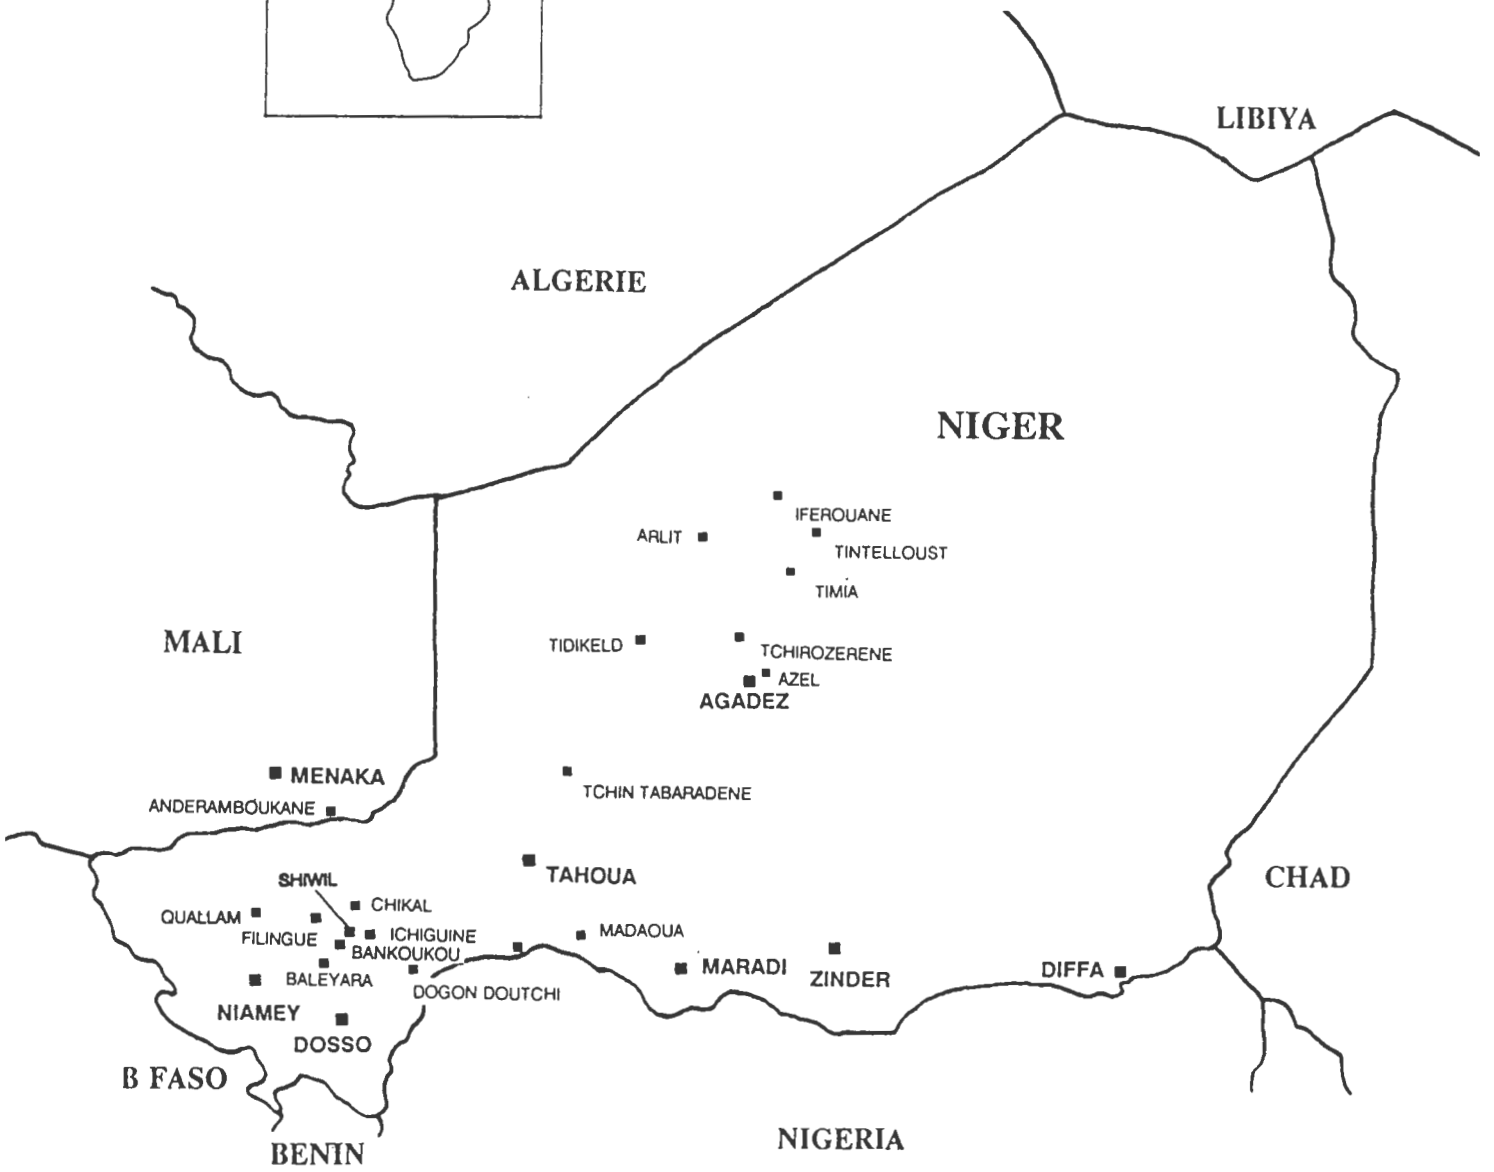 LIBIYA
ALGERIE
NIGER
IFEROUANE
ARLIT
TINTELLOUST
TIMIA
MALI
TIDIKELD
TCHIROZERENE
AZEL
AGADEZ
MENAKA
TCHIN TABARADENE
ANDERAMBOUKANE
TAHOUA
CHAD
SHIWIL
CHIKAL
QUALLAM
FILINGUE
ICHIGUINE
MADAOUA
BANKOUKOU
MARADI
ZINDER
DIFFA
BALEYARA
DOGON DOUTCHI
NIAMEY
DOSSO
B FASO
NIGERIA
BENIN